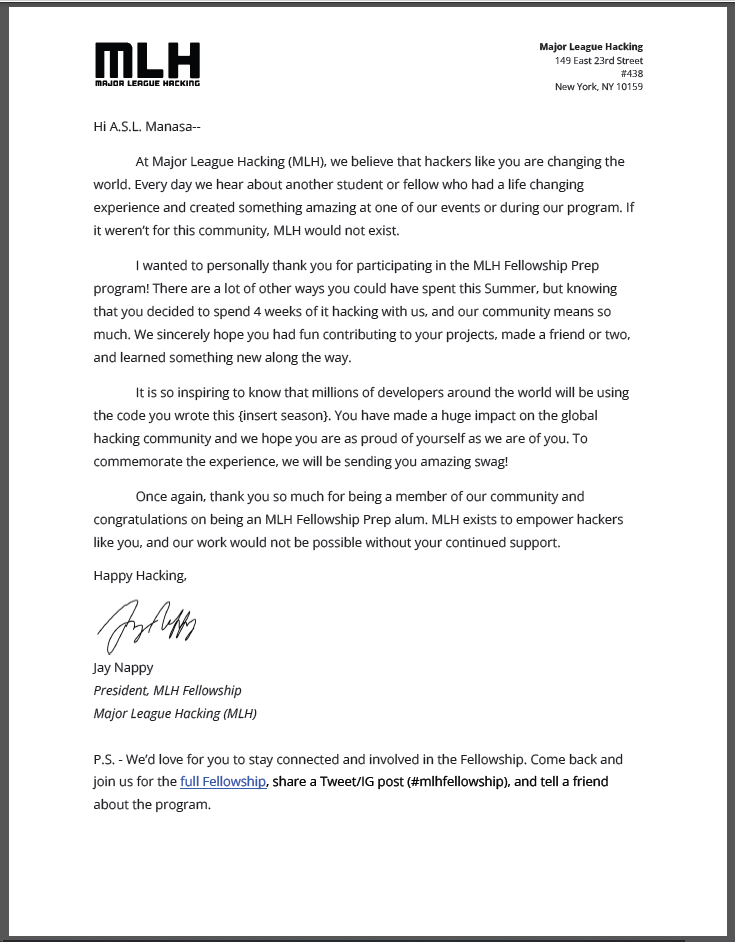 MLH
MAJOR LEAGUE HACKING
Major League Hacking
149 East 23rd Street
#438
New York, NY 10159
Hi A.S.L. Manasa--
At Major League Hacking (MLH), we believe that hackers like you are changing the
world. Every day we hear about another student or fellow who had a life changing
experience and created something amazing at one of our events or during our program. If
it weren’t for this community, MLH would not exist.
I wanted to personally thank you for participating in the MLH Fellowship Prep
program! There are a lot of other ways you could have spent this Summer, but knowing
that you decided to spend 4 weeks of it hacking with us, and our community means so
much. We sincerely hope you had fun contributing to your projects, made a friend or two,
and learned something new along the way.
It is so inspiring to know that millions of developers around the world will be using
the code you wrote this {insert season}. You have made a huge impact on the global
hacking community and we hope you are as proud of yourself as we are of you. To
commemorate the experience, we will be sending you amazing swag!
Once again, thank you so much for being a member of our community and
congratulations on being an MLH Fellowship Prep alum. MLH exists to empower hackers
like you, and our work would not be possible without your continued support.
Happy Hacking,
Jay Nappy
Jay Nappy
President, MLH Fellowship
Major League Hacking (MLH)
P.S. - We’d love for you to stay connected and involved in the Fellowship. Come back and
join us for the full Fellowship, share a Tweet/IG post (#mlhfellowship), and tell a friend
about the program.